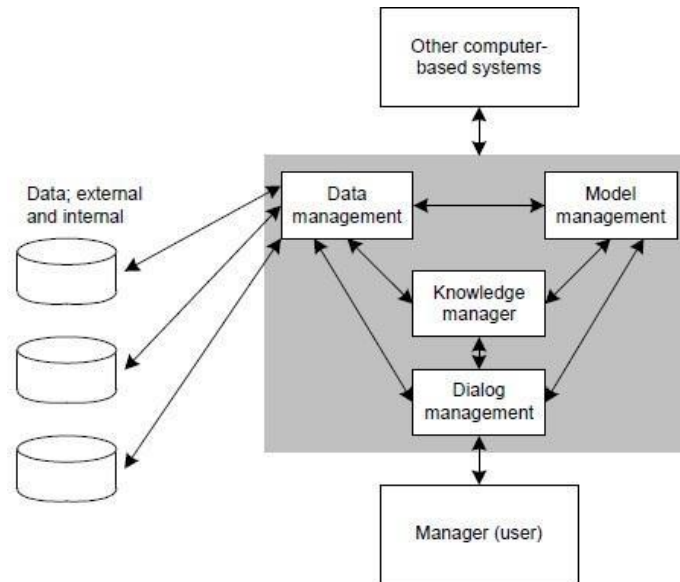 Other computer-
based systems
Data; external
and internal
Data
management
Model
management
Knowledge
manager
Dialog
management
Manager (user)